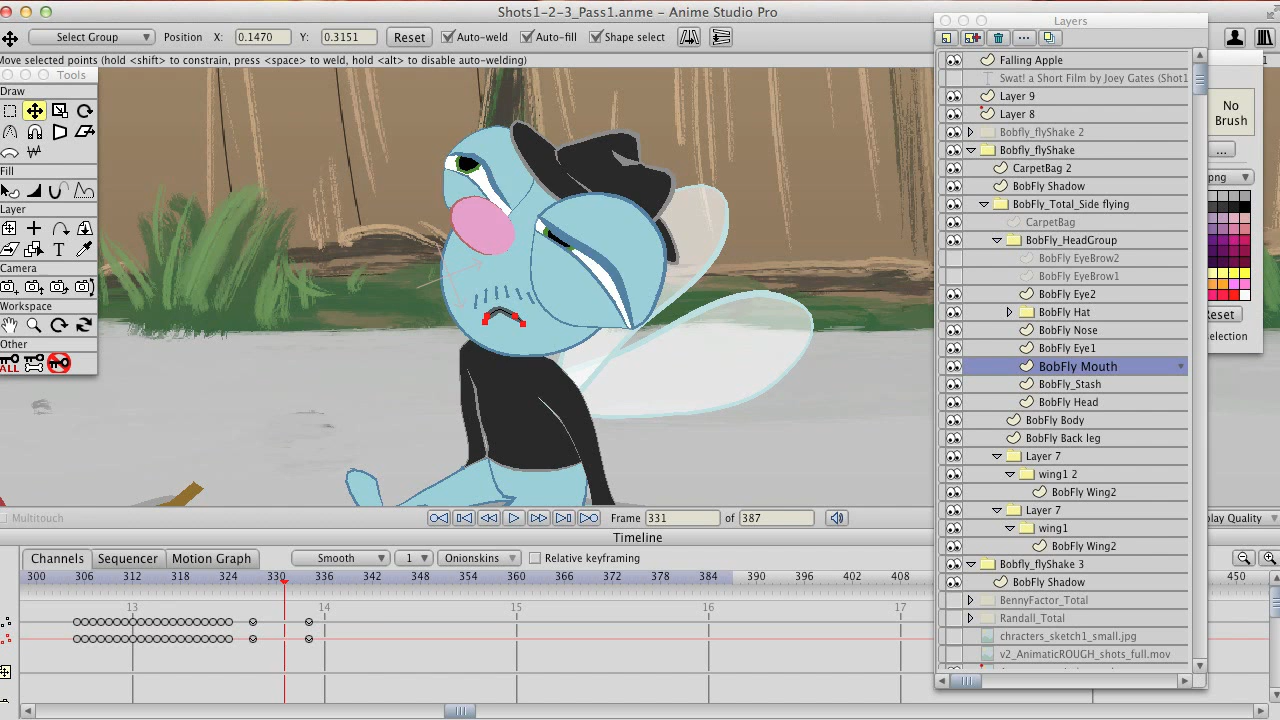 Shots1-2-3_Pass1.anme - Anime Studio Pro
Select Group Position X: 0.1470 Y: 0.3151 Reset Auto-weld Auto-fill Shape select
Move selected points (hold <shift> to constrain, press <space> to weld, hold <alt> to disable auto-welding)
Tools
Draw
Fill
Layer
T
Camera
Workspace
Other
ALL
Layers
Falling Apple
Swat! a Short Film by Joey Gates (Shot1
Layer 9
Layer 8
Bobfly_flyShake 2
Bobfly_flyShake
CarpetBag 2
BobFly Shadow
BobFly_Total_Side flying
CarpetBag
BobFly_HeadGroup
BobFly EyeBrow2
BobFly EyeBrow1
BobFly Eye2
BobFly Hat
BobFly Nose
BobFly Eye1
BobFly Mouth
BobFly_Stash
BobFly Head
BobFly Body
BobFly Back leg
Layer 7
wing1 2
BobFly Wing2
Layer 7
wing1
BobFly Wing2
Bobfly_flyShake 3
BobFly Shadow
BennyFactor_Total
Randall_Total
chracters_sketch1_small.jpg
v2_AnimaticROUGH_shots_full.mov
No
Brush
...
png
Reset
Selection
Multitouch
Frame 331 of 387
play Quality
Timeline
Channels Sequencer Motion Graph Smooth 1 Onionskins Relative keyframing
300 306 312 318 324 330 336 342 348 354 360 366 372 378 384 390 396 402 408 450
13 14 15 16 17